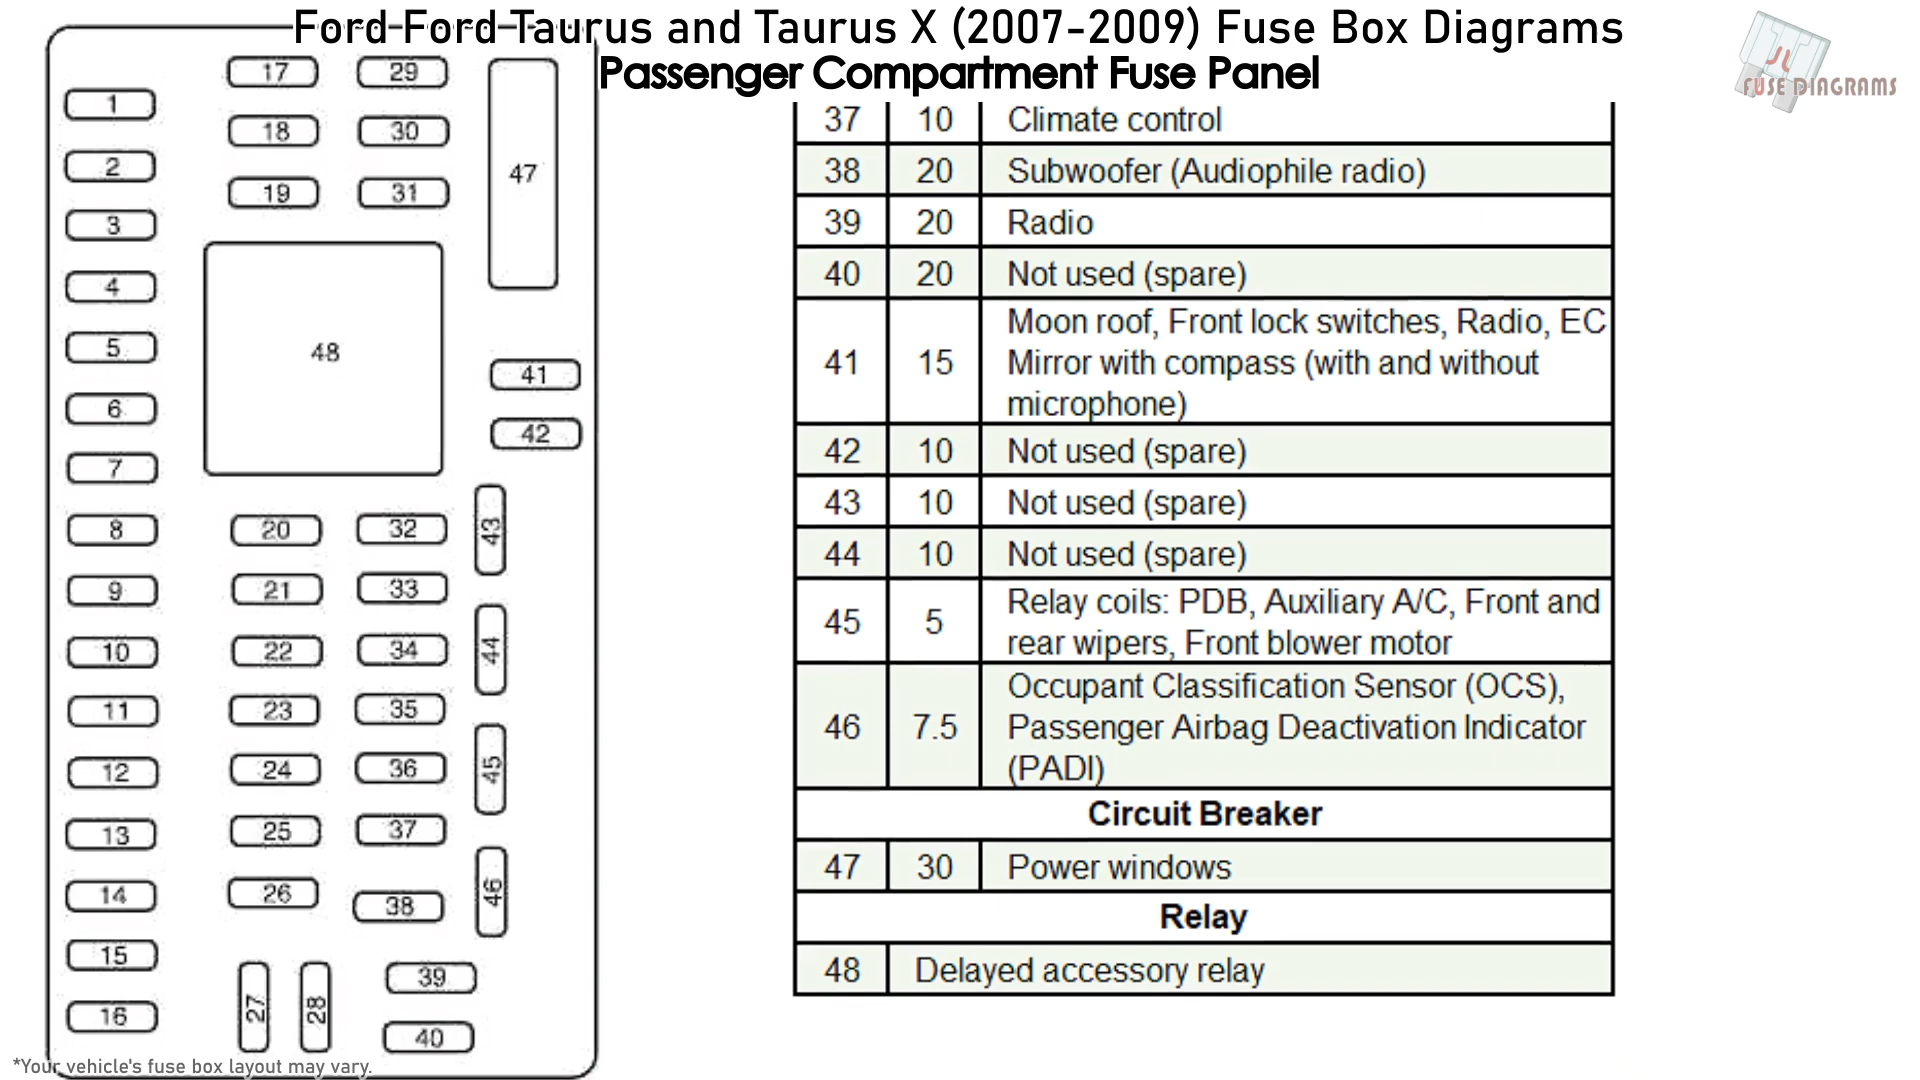 Ford Ford Taurus and Taurus X (2007-2009) Fuse Box Diagrams
Passenger Compartment Fuse Panel
FUSE DIAGRAMS
1
2
3
4
5
6
7
8
9
10
11
12
13
14
15
16
17
18
19
20
21
22
23
24
25
26
27
28
29
30
31
32
33
34
35
36
37
38
39
40
41
42
43
44
45
46
47
48
37 10 Climate control
38 20 Subwoofer (Audiophile radio)
39 20 Radio
40 20 Not used (spare)
41 15 Moon roof, Front lock switches, Radio, EC
Mirror with compass (with and without
microphone)
42 10 Not used (spare)
43 10 Not used (spare)
44 10 Not used (spare)
45 5 Relay coils: PDB, Auxiliary A/C, Front and
rear wipers, Front blower motor
46 7.5 Occupant Classification Sensor (OCS),
Passenger Airbag Deactivation Indicator
(PADI)
Circuit Breaker
47 30 Power windows
Relay
48 Delayed accessory relay
*Your vehicle's fuse box layout may vary.